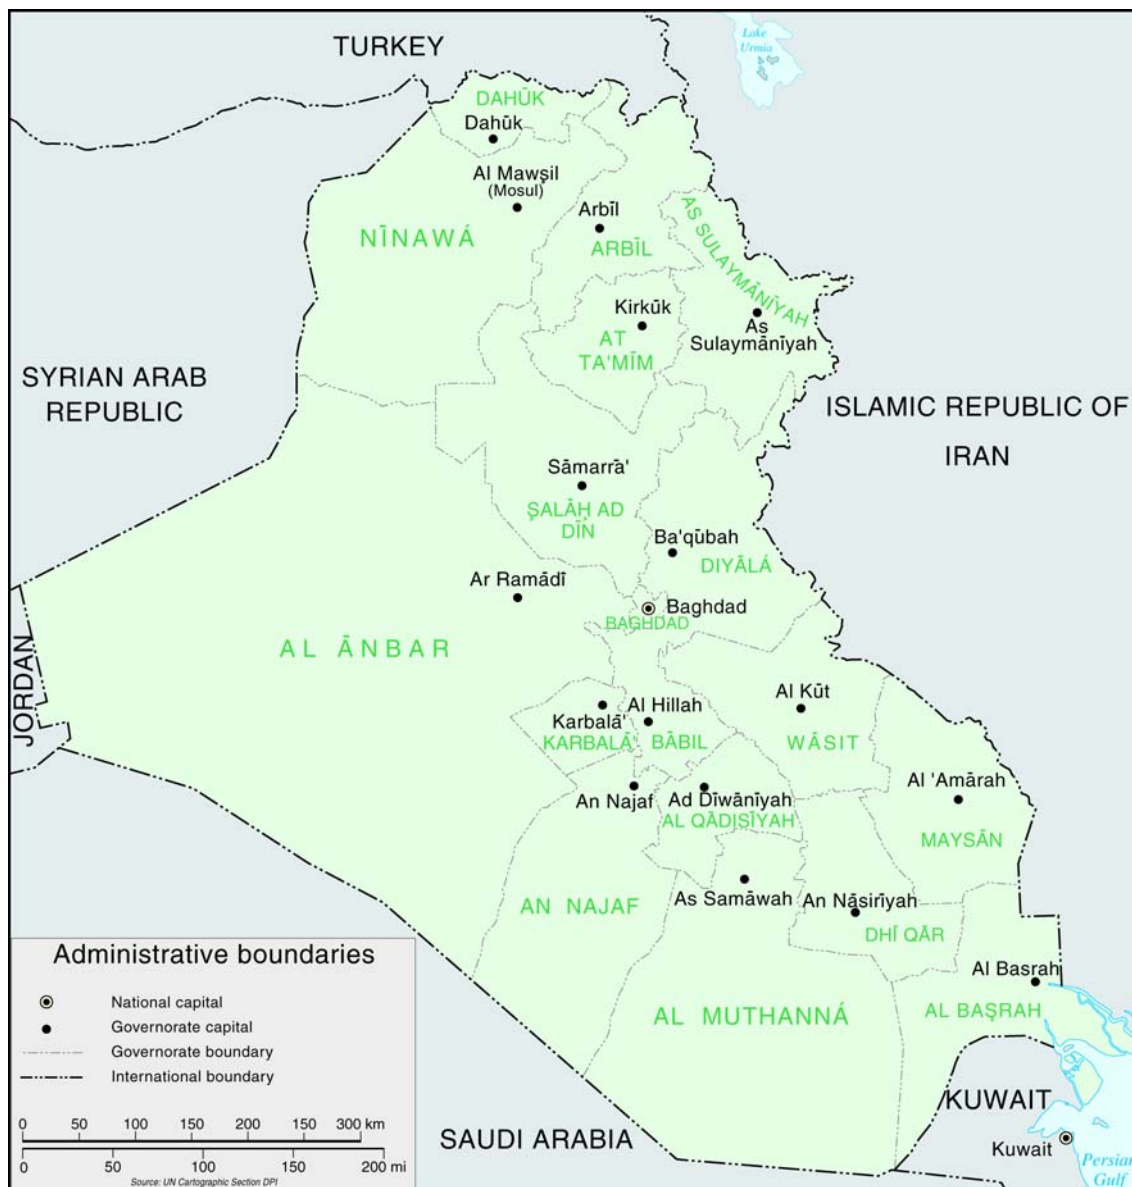 Lake
Urmia
TURKEY
DAHŪK
Dahūk
Al Mawşil
(Mosul)
Arbīl
ARBĪL
NĪNAWÁ
AS SULAYMĀNĪYAH
Kirkūk
AT
TA'MĪM
As
Sulaymānīyah
SYRIAN ARAB
REPUBLIC
ISLAMIC REPUBLIC OF
IRAN
Sāmarrā'
ŞALĀḨ AD
DĪN
Ba'qūbah
DIYĀLÁ
Ar Ramādī
Baghdad
BAGHDAD
AL ĀNBAR
JORDAN
Karbalā'
KARBALĀ'
Al Hillah
BĀBIL
Al Kūt
WĀSIT
An Najaf
Ad Dīwānīyah
AL QĀDISĪYAH
Al 'Amārah
MAYSĀN
As Samāwah
An Nāsirīyah
AN NAJAF
DHĪ QĀR
Al Basrah
AL BAŞRAH
AL MUTHANNÁ
Administrative boundaries
National capital
Governorate capital
Governorate boundary
International boundary
0 50 100 150 200 250 300 km
0 50 100 150 200 mi
Source: UN Cartographic Section DPI
SAUDI ARABIA
KUWAIT
Kuwait
Persian
Gulf